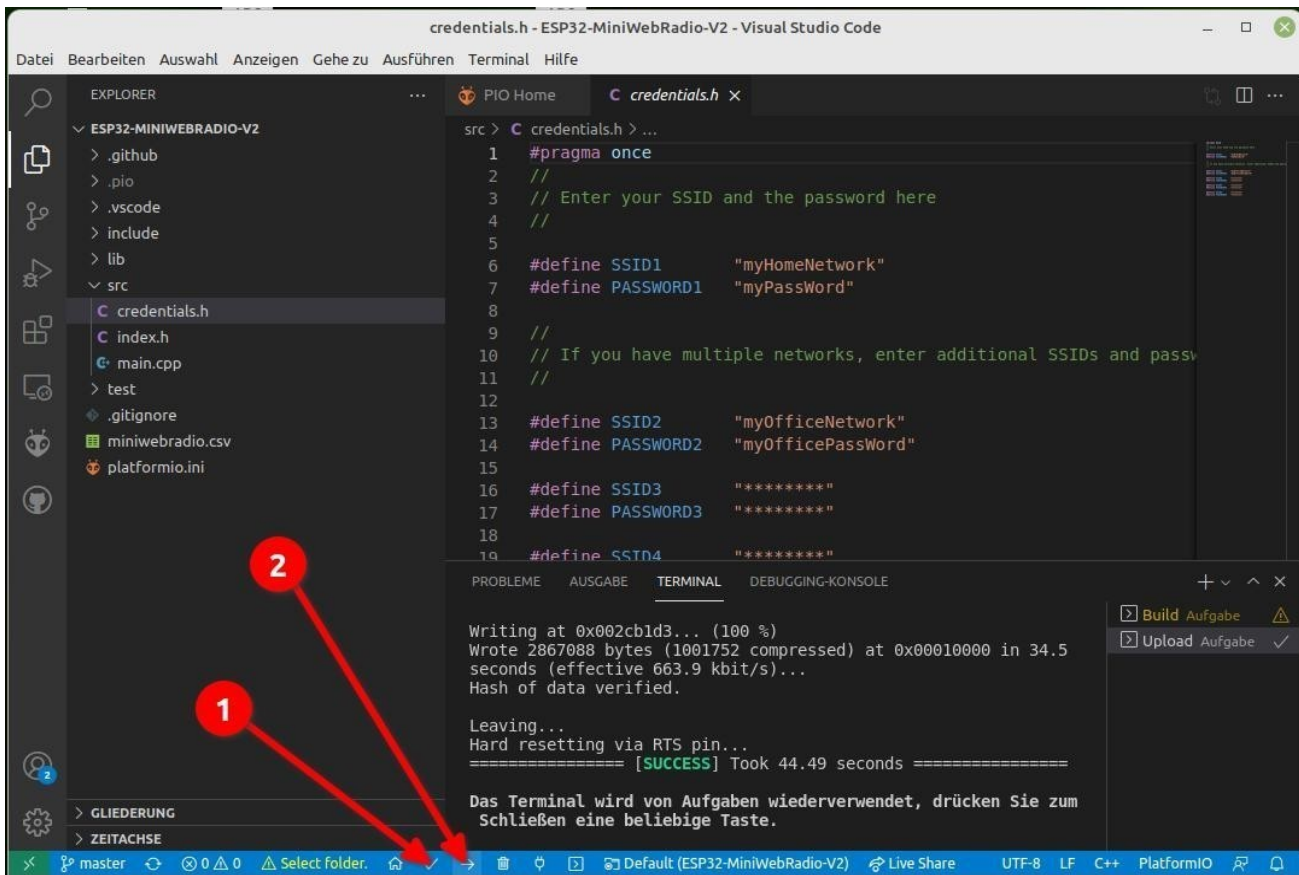 credentials.h - ESP32-MiniWebRadio-V2 - Visual Studio Code
Datei Bearbeiten Auswahl Anzeigen Gehe zu Ausführen Terminal Hilfe
EXPLORER
ESP32-MINIWEBRADIO-V2
.github
.pio
.vscode
include
lib
src
C credentials.h
C index.h
C+ main.cpp
test
.gitignore
miniwebradio.csv
platformio.ini
GLIEDERUNG
ZEITACHSE
PIO Home C credentials.h
src > C credentials.h > ...
1 #pragma once
2 //
3 // Enter your SSID and the password here
4 //
5
6 #define SSID1 "myHomeNetwork"
7 #define PASSWORD1 "myPassWord"
8
9 //
10 // If you have multiple networks, enter additional SSIDs and passw
11 //
12
13 #define SSID2 "myOfficeNetwork"
14 #define PASSWORD2 "myOfficePassWord"
15
16 #define SSID3 "********"
17 #define PASSWORD3 "********"
18
19 #define SSID4 "********"
PROBLEME AUSGABE TERMINAL DEBUGGING-KONSOLE
Writing at 0x002cb1d3... (100 %)
Wrote 2867088 bytes (1001752 compressed) at 0x00010000 in 34.5
seconds (effective 663.9 kbit/s)...
Hash of data verified.
Leaving...
Hard resetting via RTS pin...
================ [SUCCESS] Took 44.49 seconds ================
Das Terminal wird von Aufgaben wiederverwendet, drücken Sie zum
Schließen eine beliebige Taste.
Build Aufgabe
Upload Aufgabe
2
1
2
master 0 0 Select folder. Default (ESP32-MiniWebRadio-V2) Live Share UTF-8 LF C++ PlatformIO